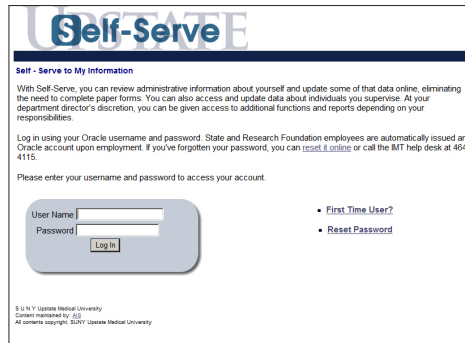 UPSTATE
Self-Serve
Self - Serve to My Information
With Self-Serve, you can review administrative information about yourself and update some of that data online, eliminating
the need to complete paper forms. You can also access and update data about individuals you supervise. At your
department director's discretion, you can be given access to additional functions and reports depending on your
responsibilities.
Log in using your Oracle username and password. State and Research Foundation employees are automatically issued an
Oracle account upon employment. If you've forgotten your password, you can reset it online or call the IMT help desk at 464
4115.
Please enter your username and password to access your account.
User Name
Password
Log In
▪ First Time User?
▪ Reset Password
S U N Y Upstate Medical University
Content maintained by: AIS
All contents copyright, SUNY Upstate Medical University